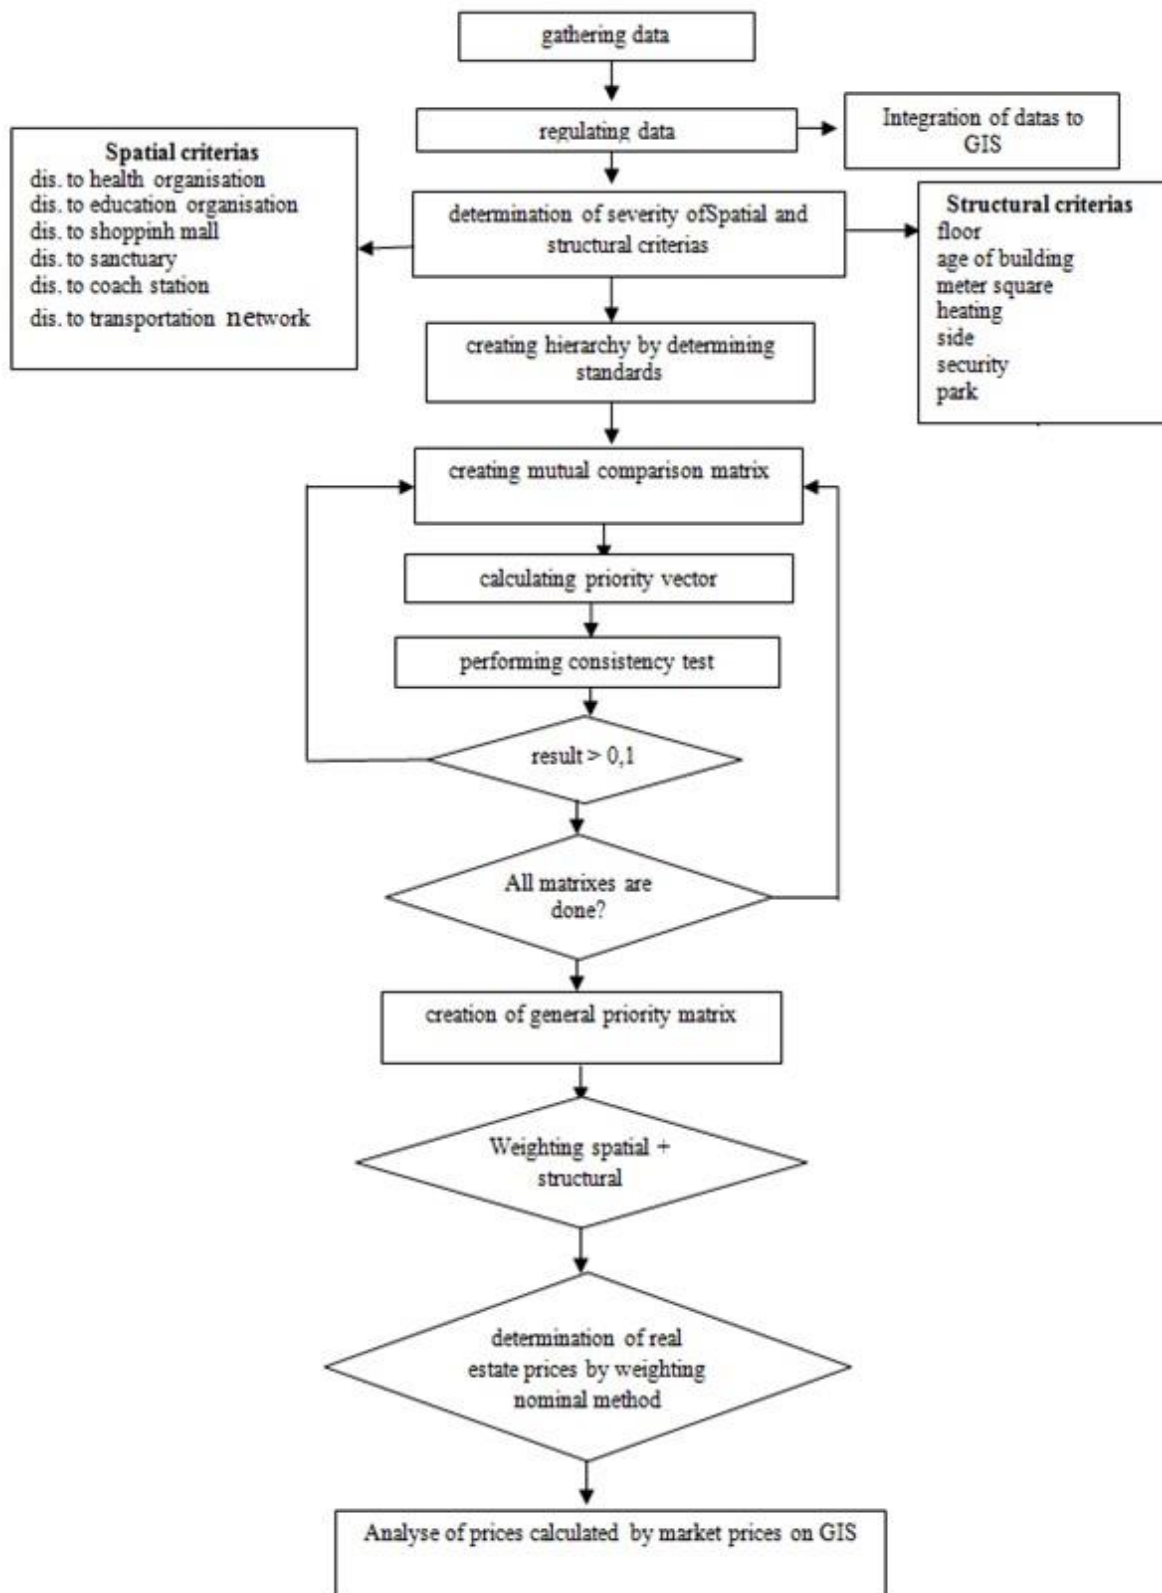 gathering data
regulating data
Integration of datas to
GIS
Spatial criterias
dis. to health organisation
dis. to education organisation
dis. to shoppinh mall
dis. to sanctuary
dis. to coach station
dis. to transportation network
determination of severity ofSpatial and
structural criterias
Structural criterias
floor
age of building
meter square
heating
side
security
park
creating hierarchy by determining
standards
creating mutual comparison matrix
calculating priority vector
performing consistency test
result > 0,1
All matrixes are
done?
creation of general priority matrix
Weighting spatial +
structural
determination of real
estate prices by weighting
nominal method
Analyse of prices calculated by market prices on GIS